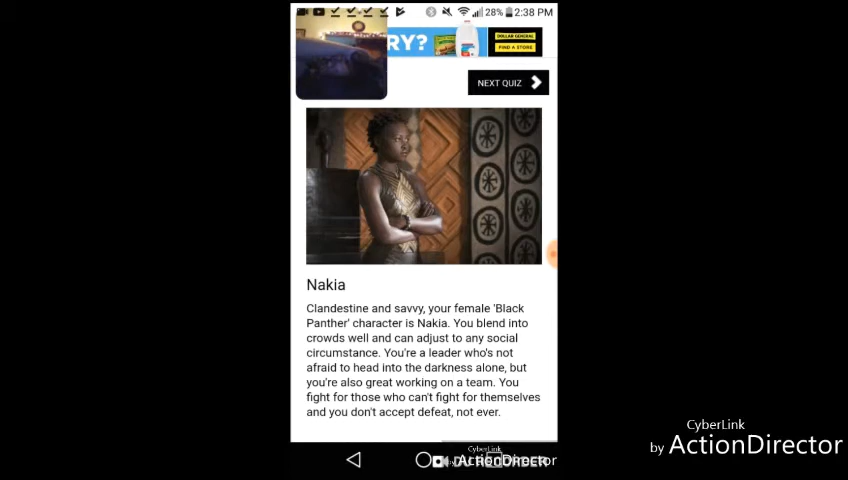 28% 2:38 PM
RY?
DOLLAR GENERAL
FIND A STORE
NEXT QUIZ
Nakia
Clandestine and savvy, your female 'Black
Panther' character is Nakia. You blend into
crowds well and can adjust to any social
circumstance. You're a leader who's not
afraid to head into the darkness alone, but
you're also great working on a team. You
fight for those who can't fight for themselves
and you don't accept defeat, not ever.
CyberLink
by ActionDirector
CyberLink
ActionDirector